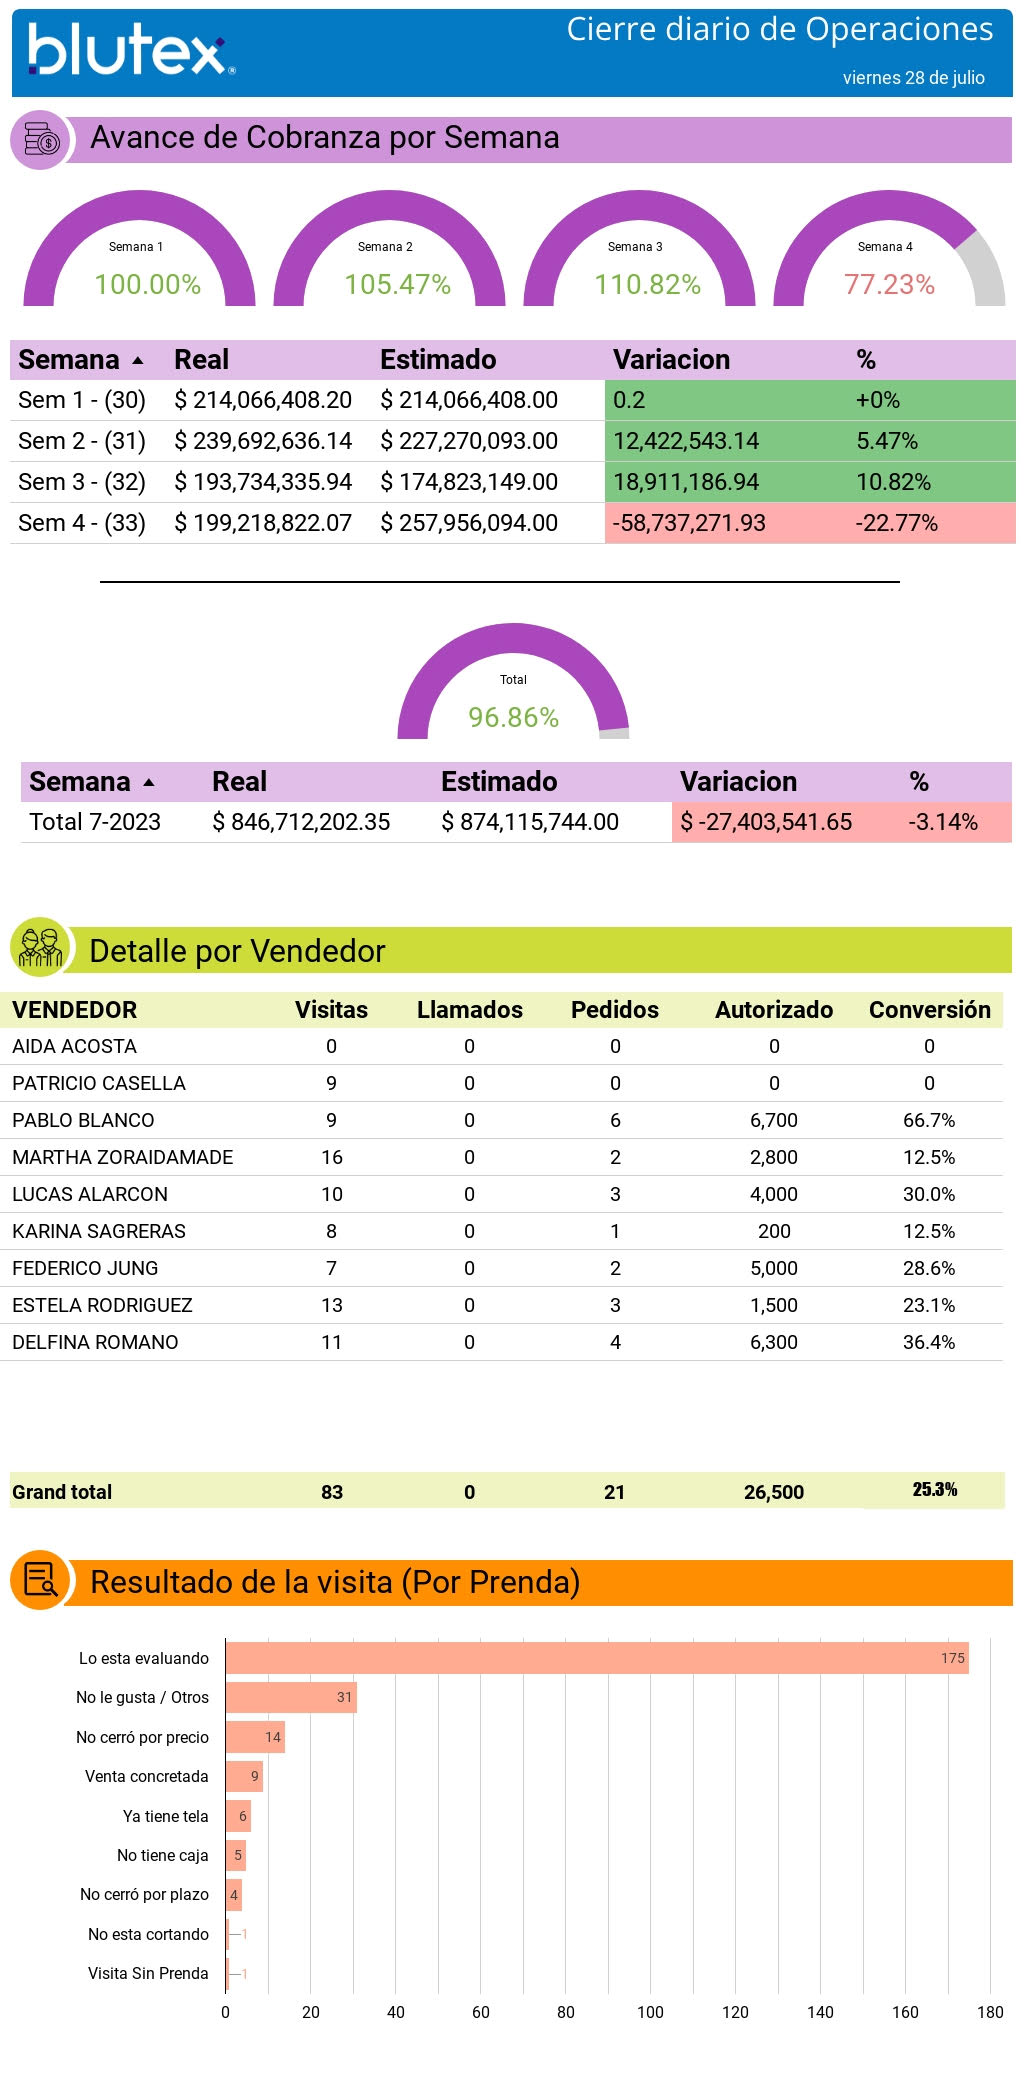 blutex®
Cierre diario de Operaciones
viernes 28 de julio
Avance de Cobranza por Semana
Semana 1 Semana 2 Semana 3 Semana 4
100.00% 105.47% 110.82% 77.23%
Semana Real Estimado Variacion %
Sem 1 - (30) $ 214,066,408.20 $ 214,066,408.00 0.2 +0%
Sem 2 - (31) $ 239,692,636.14 $ 227,270,093.00 12,422,543.14 5.47%
Sem 3 - (32) $ 193,734,335.94 $ 174,823,149.00 18,911,186.94 10.82%
Sem 4 - (33) $ 199,218,822.07 $ 257,956,094.00 -58,737,271.93 -22.77%
Total
96.86%
Semana Real Estimado Variacion %
Total 7-2023 $ 846,712,202.35 $ 874,115,744.00 $ -27,403,541.65 -3.14%
Detalle por Vendedor
VENDEDOR Visitas Llamados Pedidos Autorizado Conversión
AIDA ACOSTA 0 0 0 0 0
PATRICIO CASELLA 9 0 0 0 0
PABLO BLANCO 9 0 6 6,700 66.7%
MARTHA ZORAIDAMADE 16 0 2 2,800 12.5%
LUCAS ALARCON 10 0 3 4,000 30.0%
KARINA SAGRERAS 8 0 1 200 12.5%
FEDERICO JUNG 7 0 2 5,000 28.6%
ESTELA RODRIGUEZ 13 0 3 1,500 23.1%
DELFINA ROMANO 11 0 4 6,300 36.4%
Grand total 83 0 21 26,500 25.3%
Resultado de la visita (Por Prenda)
Lo esta evaluando 175
No le gusta / Otros 31
No cerró por precio 14
Venta concretada 9
Ya tiene tela 6
No tiene caja 5
No cerró por plazo 4
No esta cortando 1
Visita Sin Prenda 1
0 20 40 60 80 100 120 140 160 180